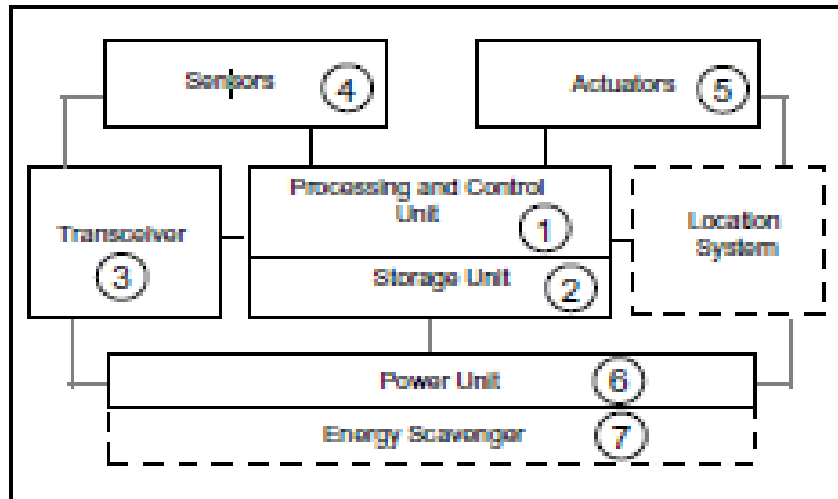 Sensors 4
Actuators 5
Processing and Control
Unit
1
Transceiver
3
Location
System
Storage Unit 2
Power Unit 6
Energy Scavenger 7